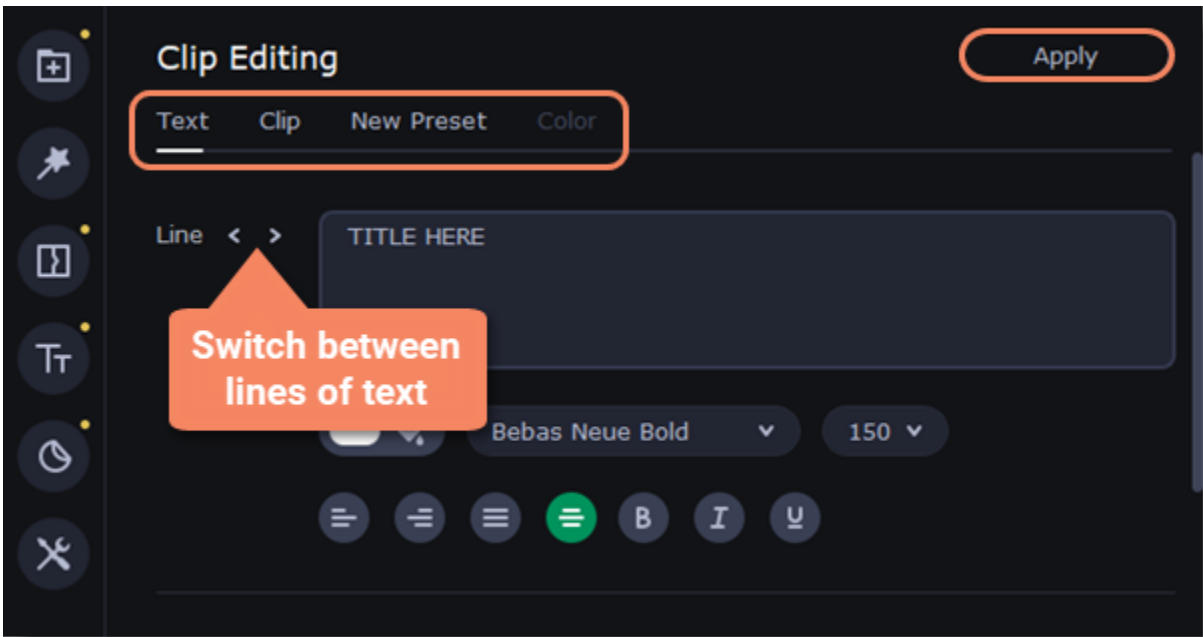 Clip Editing
Apply
Text Clip New Preset Color
Line < > TITLE HERE
Switch between
lines of text
Bebas Neue Bold 150
B I U